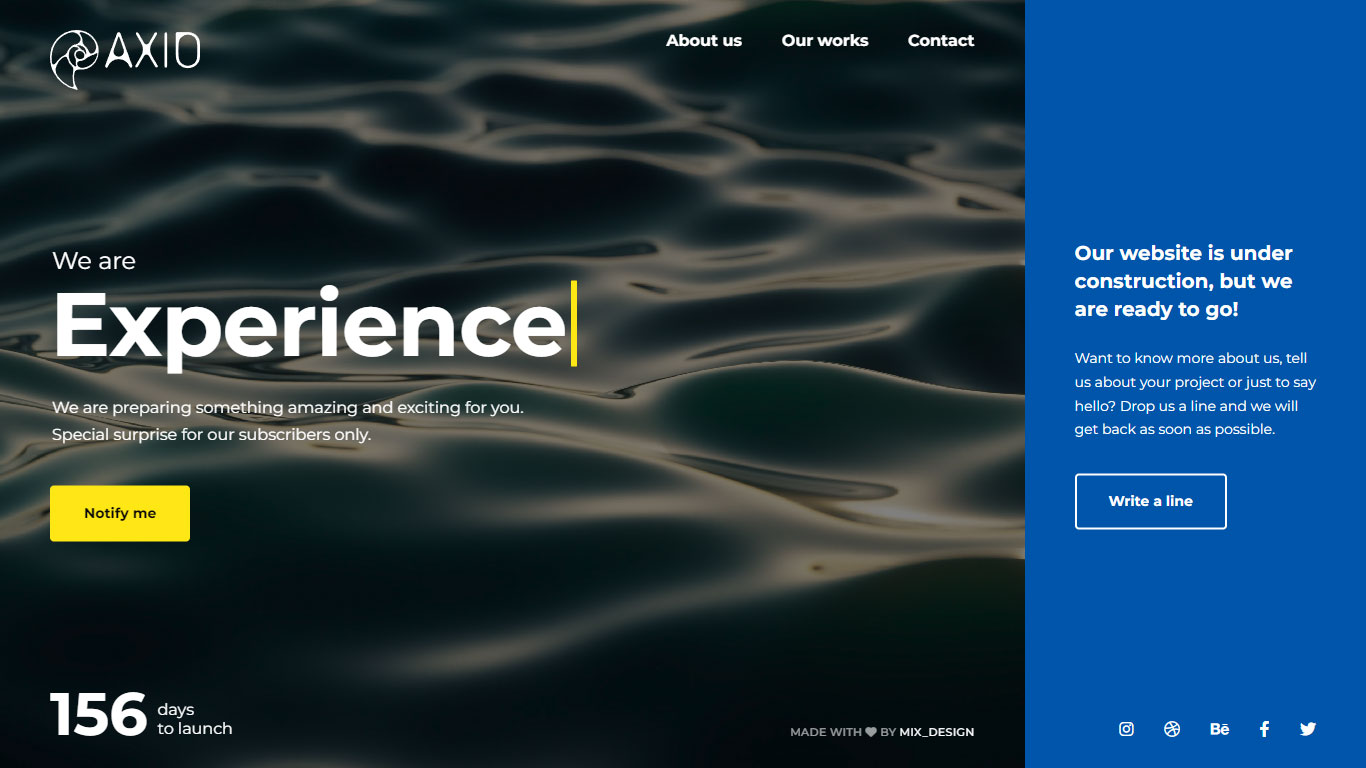 AXIO
About us Our works Contact
We are
Experience
We are preparing something amazing and exciting for you.
Special surprise for our subscribers only.
Notify me
156 days
to launch
MADE WITH BY MIX_DESIGN
Our website is under
construction, but we
are ready to go!
Want to know more about us, tell
us about your project or just to say
hello? Drop us a line and we will
get back as soon as possible.
Write a line
Bē